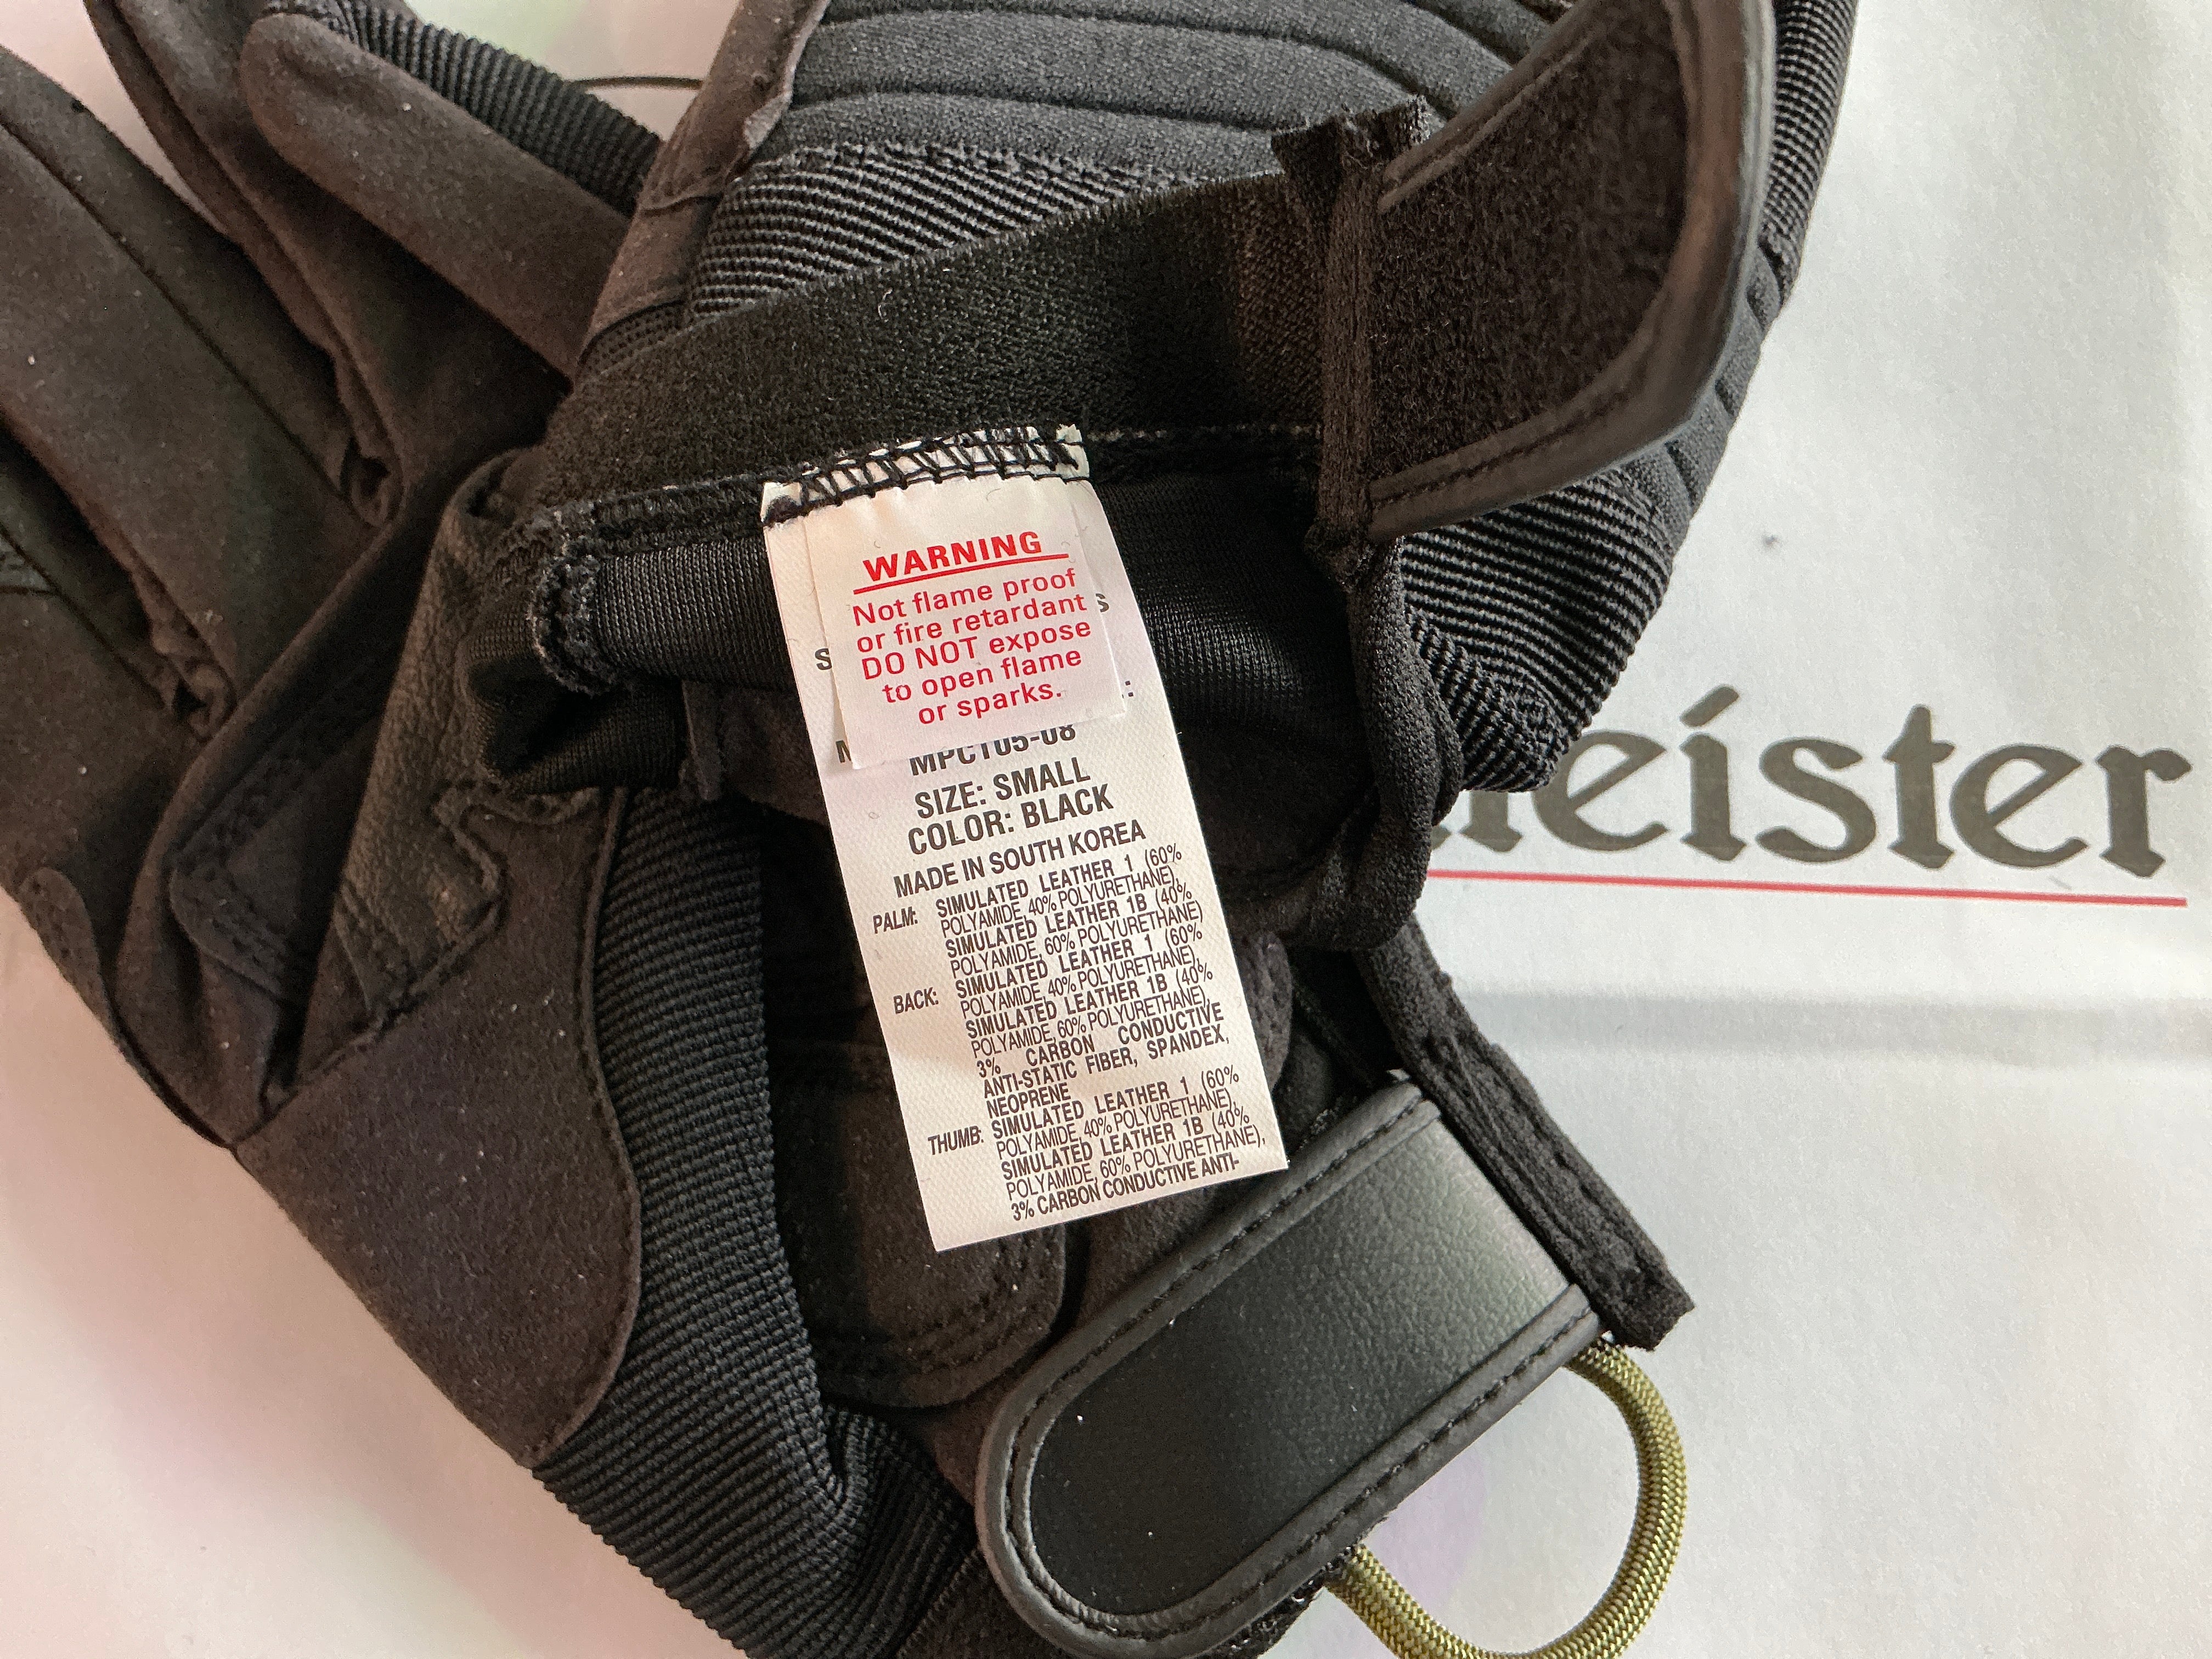 WARNING
Not flame proof
or fire retardant
DO NOT expose
to open flame
or sparks.
MPC105-08
SIZE: SMALL
COLOR: BLACK
MADE IN SOUTH KOREA
PALM: SIMULATED LEATHER 1 (60%
POLYAMIDE, 40% POLYURETHANE),
SIMULATED LEATHER 1B (40%
POLYAMIDE, 60% POLYURETHANE)
BACK: SIMULATED LEATHER 1 (60%
POLYAMIDE, 40% POLYURETHANE),
SIMULATED LEATHER 1B (40%
POLYAMIDE, 60% POLYURETHANE),
3% CARBON CONDUCTIVE
ANTI-STATIC FIBER, SPANDEX,
NEOPRENE
THUMB: SIMULATED LEATHER 1 (60%
POLYAMIDE, 40% POLYURETHANE),
SIMULATED LEATHER 1B (40%
POLYAMIDE, 60% POLYURETHANE),
3% CARBON CONDUCTIVE ANTI-
eister